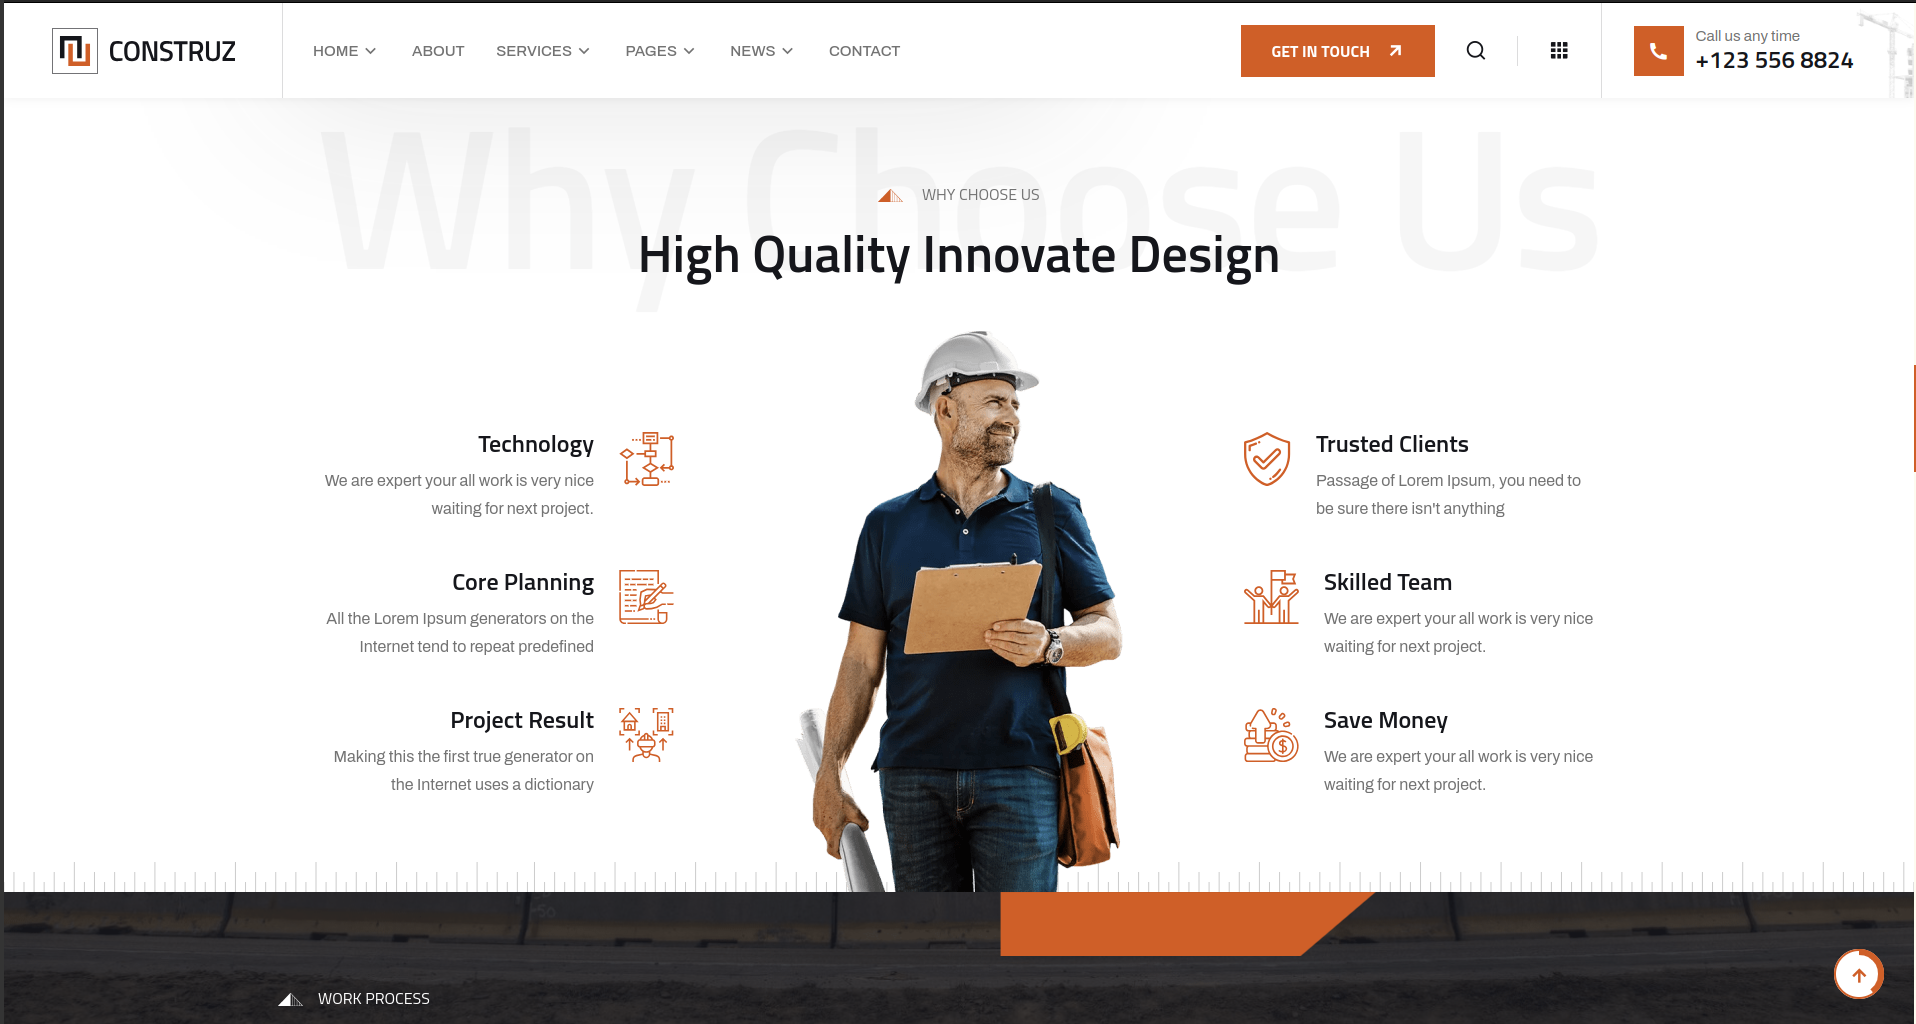 CONSTRUZ
HOME
ABOUT
SERVICES
PAGES
NEWS
CONTACT
GET IN TOUCH
Call us any time
+123 556 8824
Why Choose Us
WHY CHOOSE US
High Quality Innovate Design
Technology
We are expert your all work is very nice
waiting for next project.
Core Planning
All the Lorem Ipsum generators on the
Internet tend to repeat predefined
Project Result
Making this the first true generator on
the Internet uses a dictionary
Trusted Clients
Passage of Lorem Ipsum, you need to
be sure there isn't anything
Skilled Team
We are expert your all work is very nice
waiting for next project.
Save Money
We are expert your all work is very nice
waiting for next project.
WORK PROCESS